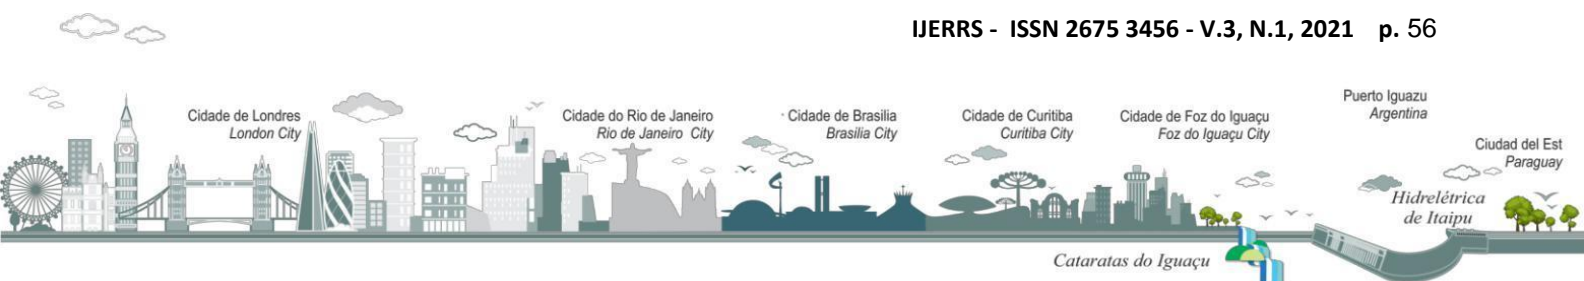 IJERRS - ISSN 2675 3456 - V.3, N.1, 2021 p. 56
Cidade de Londres
London City
Cidade do Rio de Janeiro
Rio de Janeiro City
Cidade de Brasilia
Brasilia City
Cidade de Curitiba
Curitiba City
Cidade de Foz do Iguaçu
Foz do Iguaçu City
Puerto Iguazu
Argentina
Ciudad del Est
Paraguay
Hidrelétrica
de Itaipu
Cataratas do Iguaçu